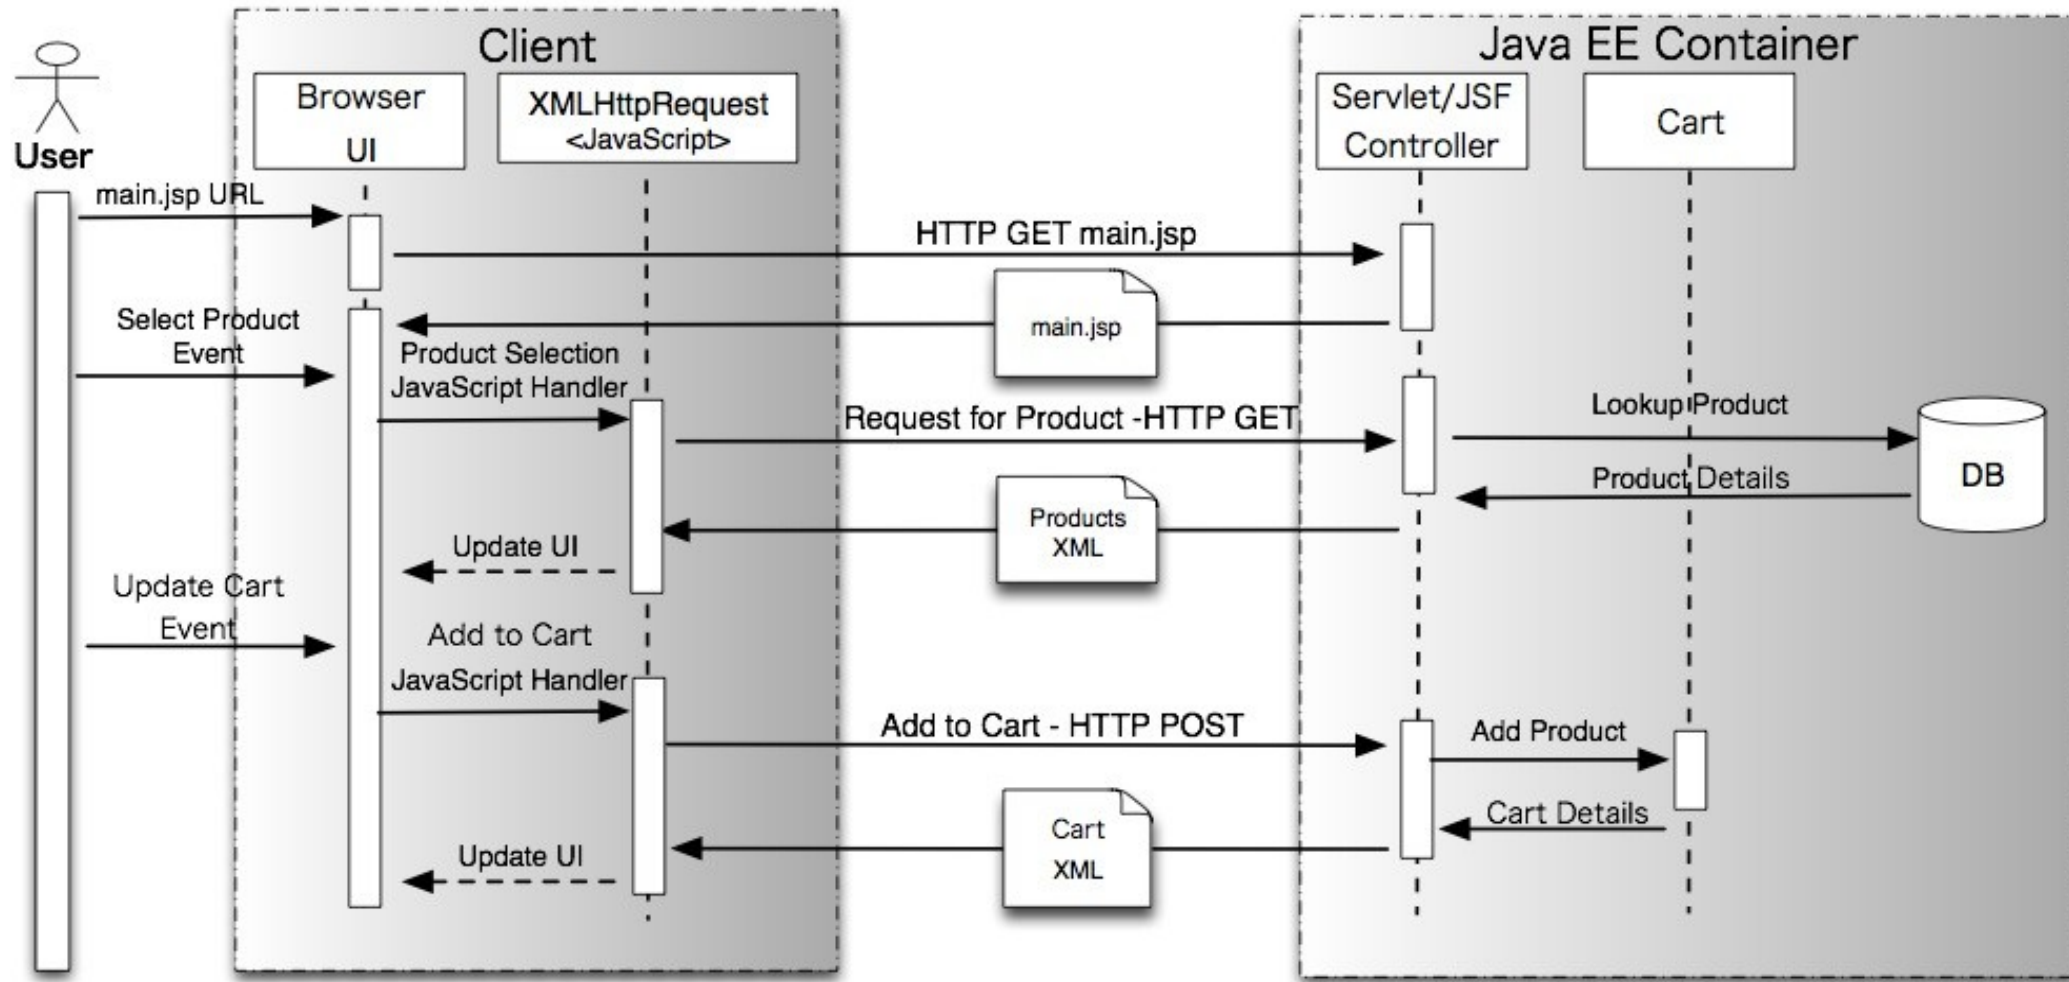 Client
Java EE Container
Browser
UI
XMLHttpRequest
<JavaScript>
Servlet/JSF
Controller
Cart
User
main.jsp URL
HTTP GET main.jsp
main.jsp
Select Product
Event
Product Selection
JavaScript Handler
Request for Product -HTTP GET
Lookup Product
DB
Product Details
Products
XML
Update UI
Update Cart
Event
Add to Cart
JavaScript Handler
Add to Cart - HTTP POST
Add Product
Cart Details
Cart
XML
Update UI